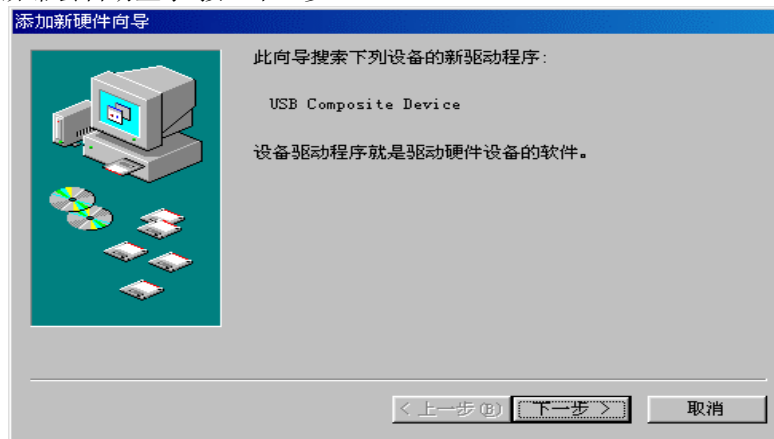 添加新硬件向导
此向导搜索下列设备的新驱动程序:
USB Composite Device
设备驱动程序就是驱动硬件设备的软件。
< 上一步(B)
下一步 >
取消